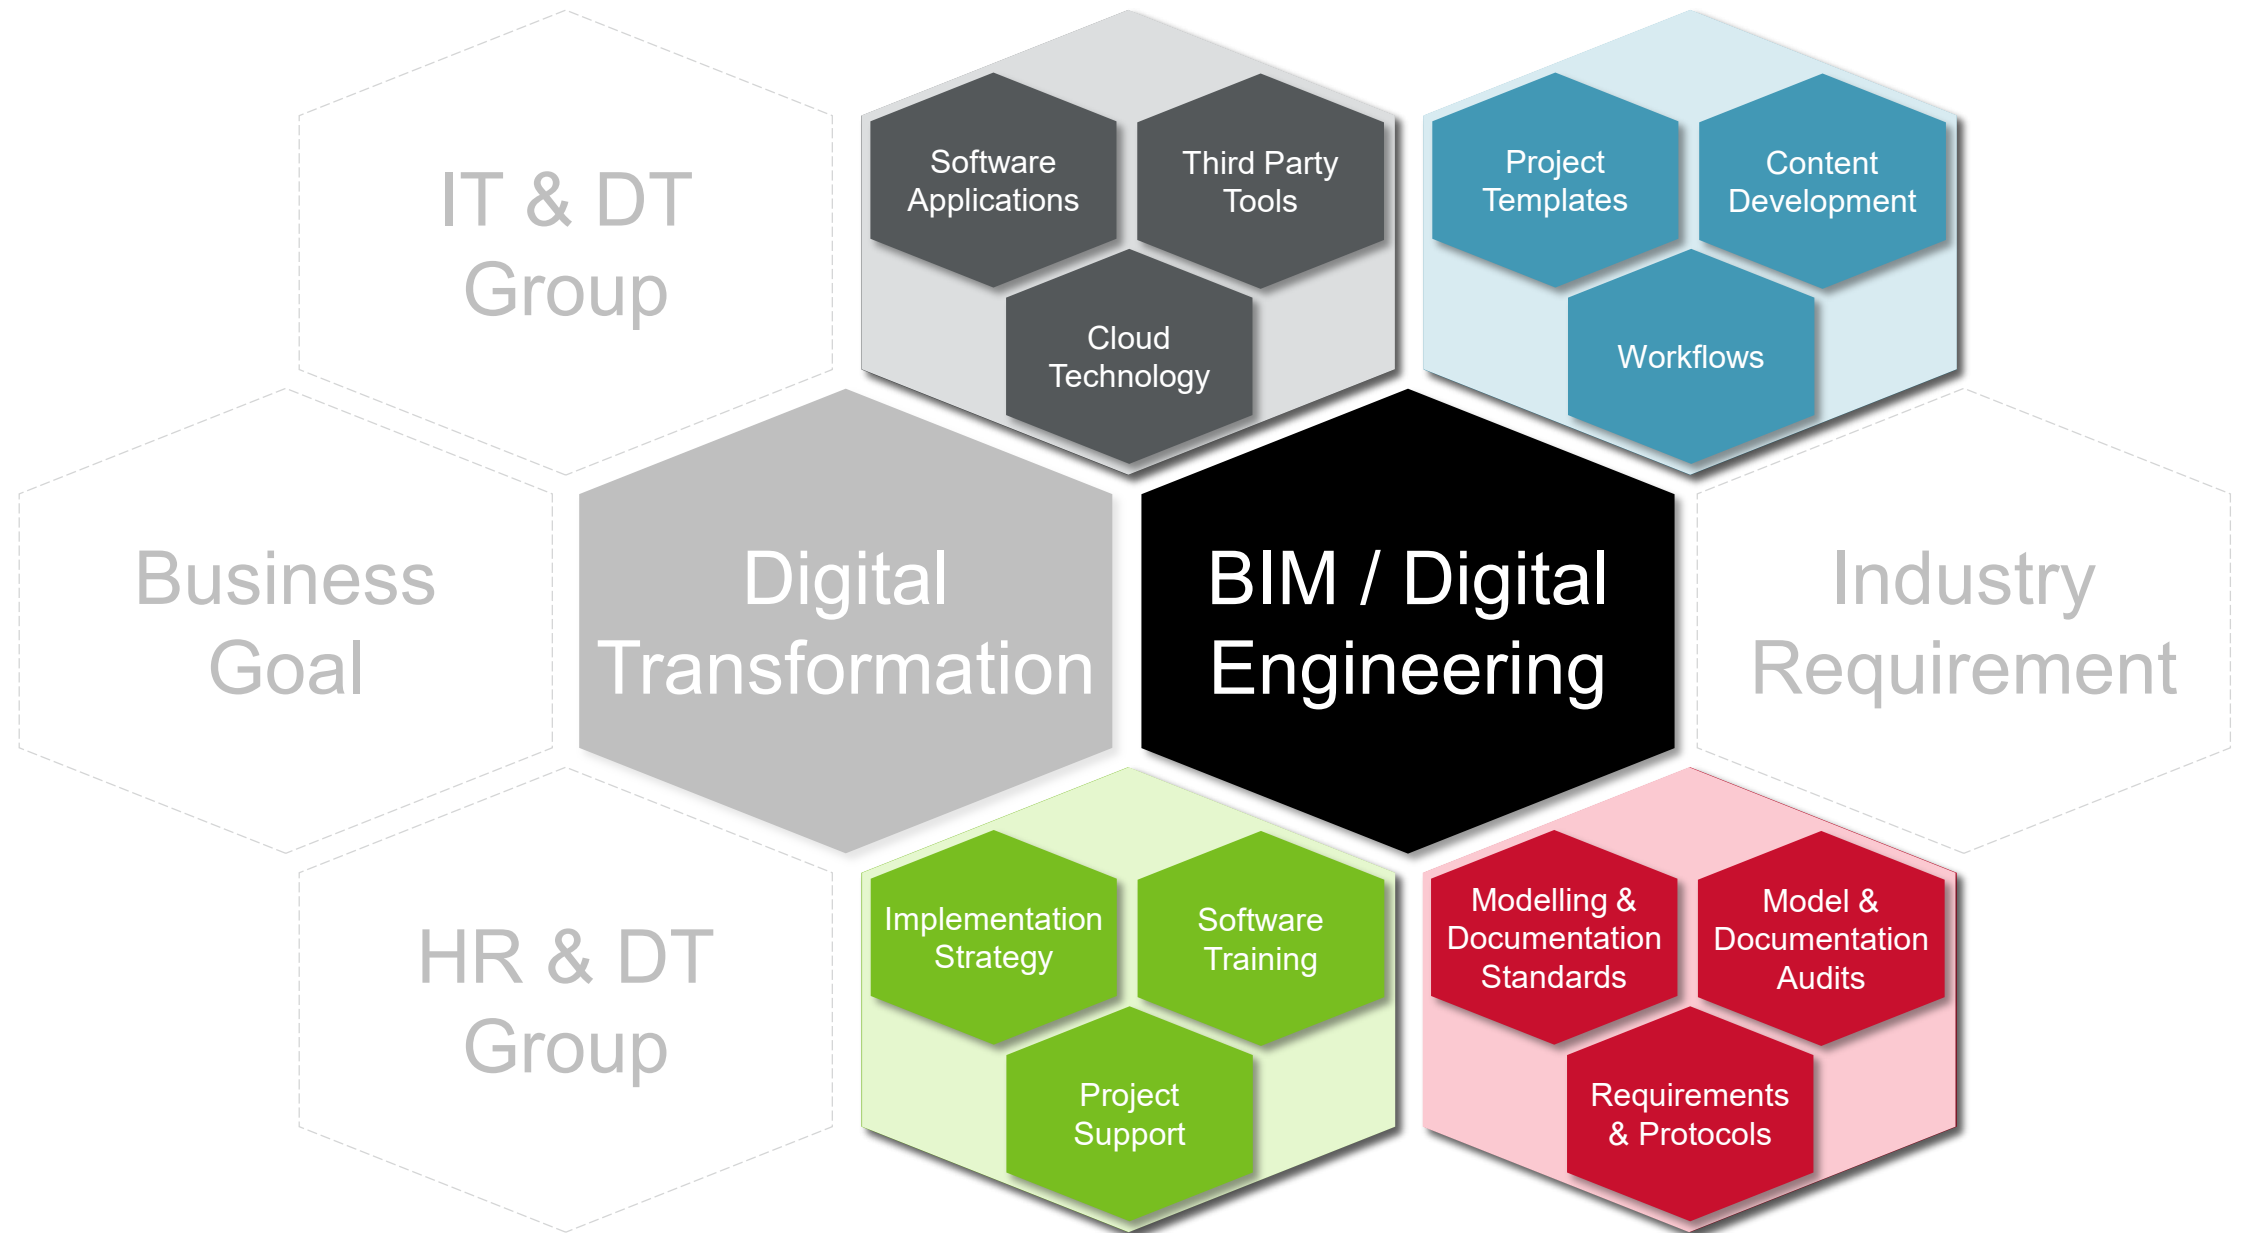 IT & DT
Group
Software
Applications
Third Party
Tools
Cloud
Technology
Project
Templates
Content
Development
Workflows
Business
Goal
Digital
Transformation
BIM / Digital
Engineering
Industry
Requirement
HR & DT
Group
Implementation
Strategy
Software
Training
Project
Support
Modelling &
Documentation
Standards
Model &
Documentation
Audits
Requirements
& Protocols